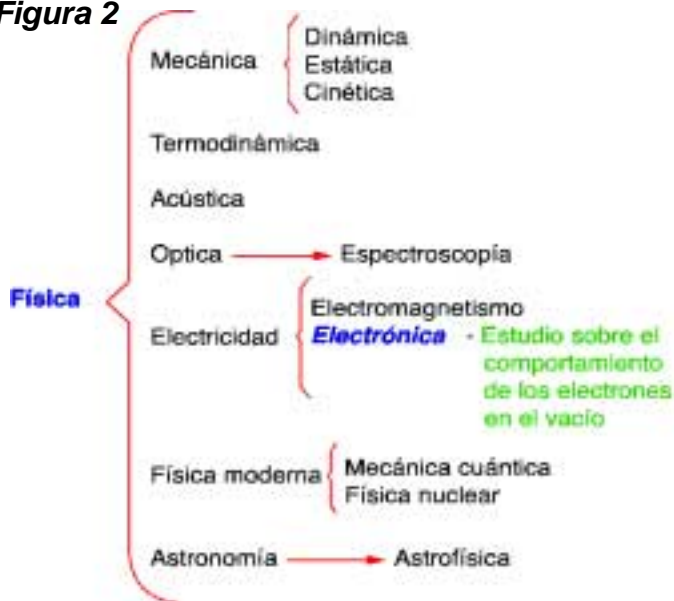 Figura 2
Mecánica
Dinámica
Estática
Cinética
Termodinámica
Acústica
Optica
Espectroscopía
Física
Electricidad
Electromagnetismo
Electrónica - Estudio sobre el
comportamiento
de los electrones
en el vacío
Física moderna
Mecánica cuántica
Física nuclear
Astronomía
Astrofísica